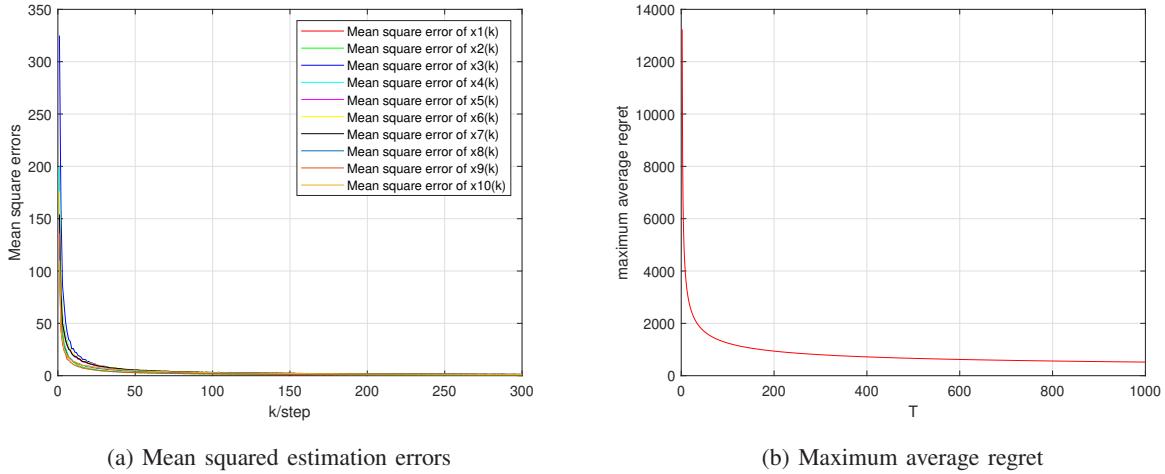 400
350
300
250
200
150
100
50
0
0 50 100 150 200 250 300
Mean square errors
k/step
Mean square error of x1(k)
Mean square error of x2(k)
Mean square error of x3(k)
Mean square error of x4(k)
Mean square error of x5(k)
Mean square error of x6(k)
Mean square error of x7(k)
Mean square error of x8(k)
Mean square error of x9(k)
Mean square error of x10(k)
(a) Mean squared estimation errors
14000
12000
10000
8000
6000
4000
2000
0
0 200 400 600 800 1000
maximum average regret
T
(b) Maximum average regret